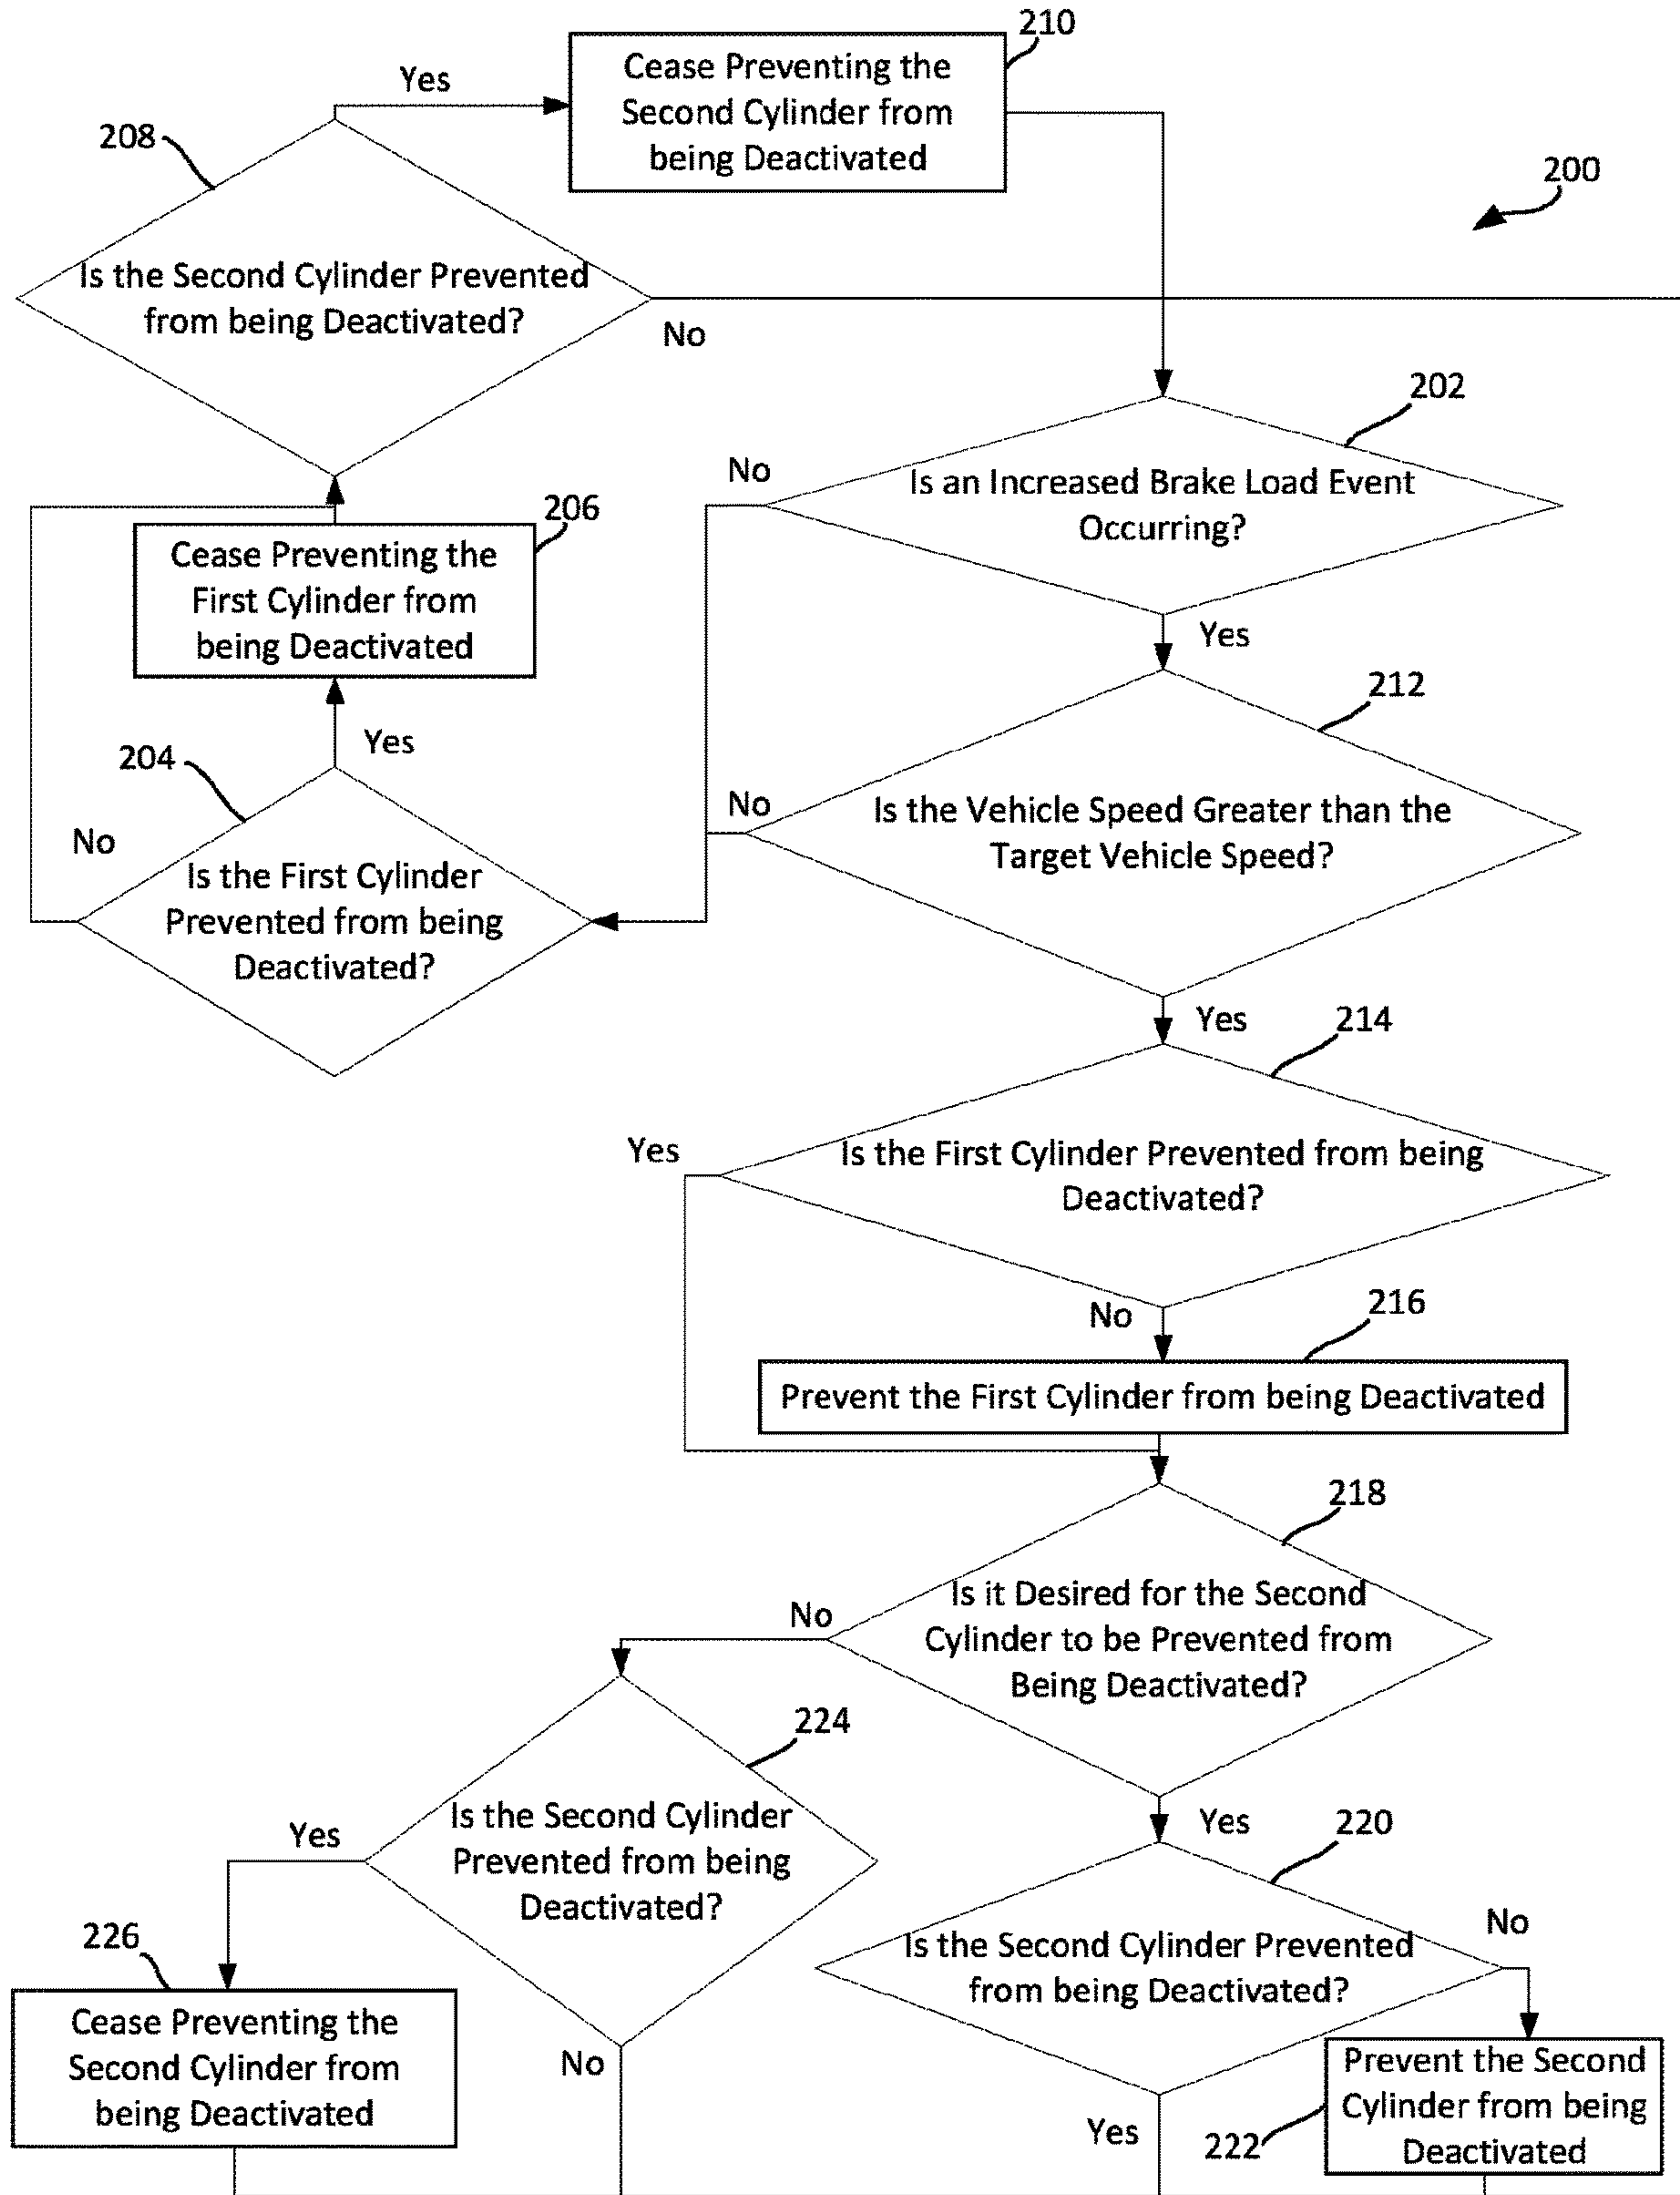 210
Cease Preventing the
Second Cylinder from
being Deactivated
Yes
208
200
Is the Second Cylinder Prevented
from being Deactivated?
No
202
No
Is an Increased Brake Load Event
Occurring?
206
Cease Preventing the
First Cylinder from
being Deactivated
Yes
212
Yes
204
No
Is the Vehicle Speed Greater than the
Target Vehicle Speed?
No
Is the First Cylinder
Prevented from being
Deactivated?
Yes
214
Yes
Is the First Cylinder Prevented from being
Deactivated?
No
216
Prevent the First Cylinder from being Deactivated
218
Is it Desired for the Second
Cylinder to be Prevented from
Being Deactivated?
No
224
Yes
220
Is the Second Cylinder
Prevented from being
Deactivated?
Yes
No
226
Is the Second Cylinder Prevented
from being Deactivated?
Cease Preventing the
Second Cylinder from
being Deactivated
No
Prevent the Second
Cylinder from being
Deactivated
Yes
222